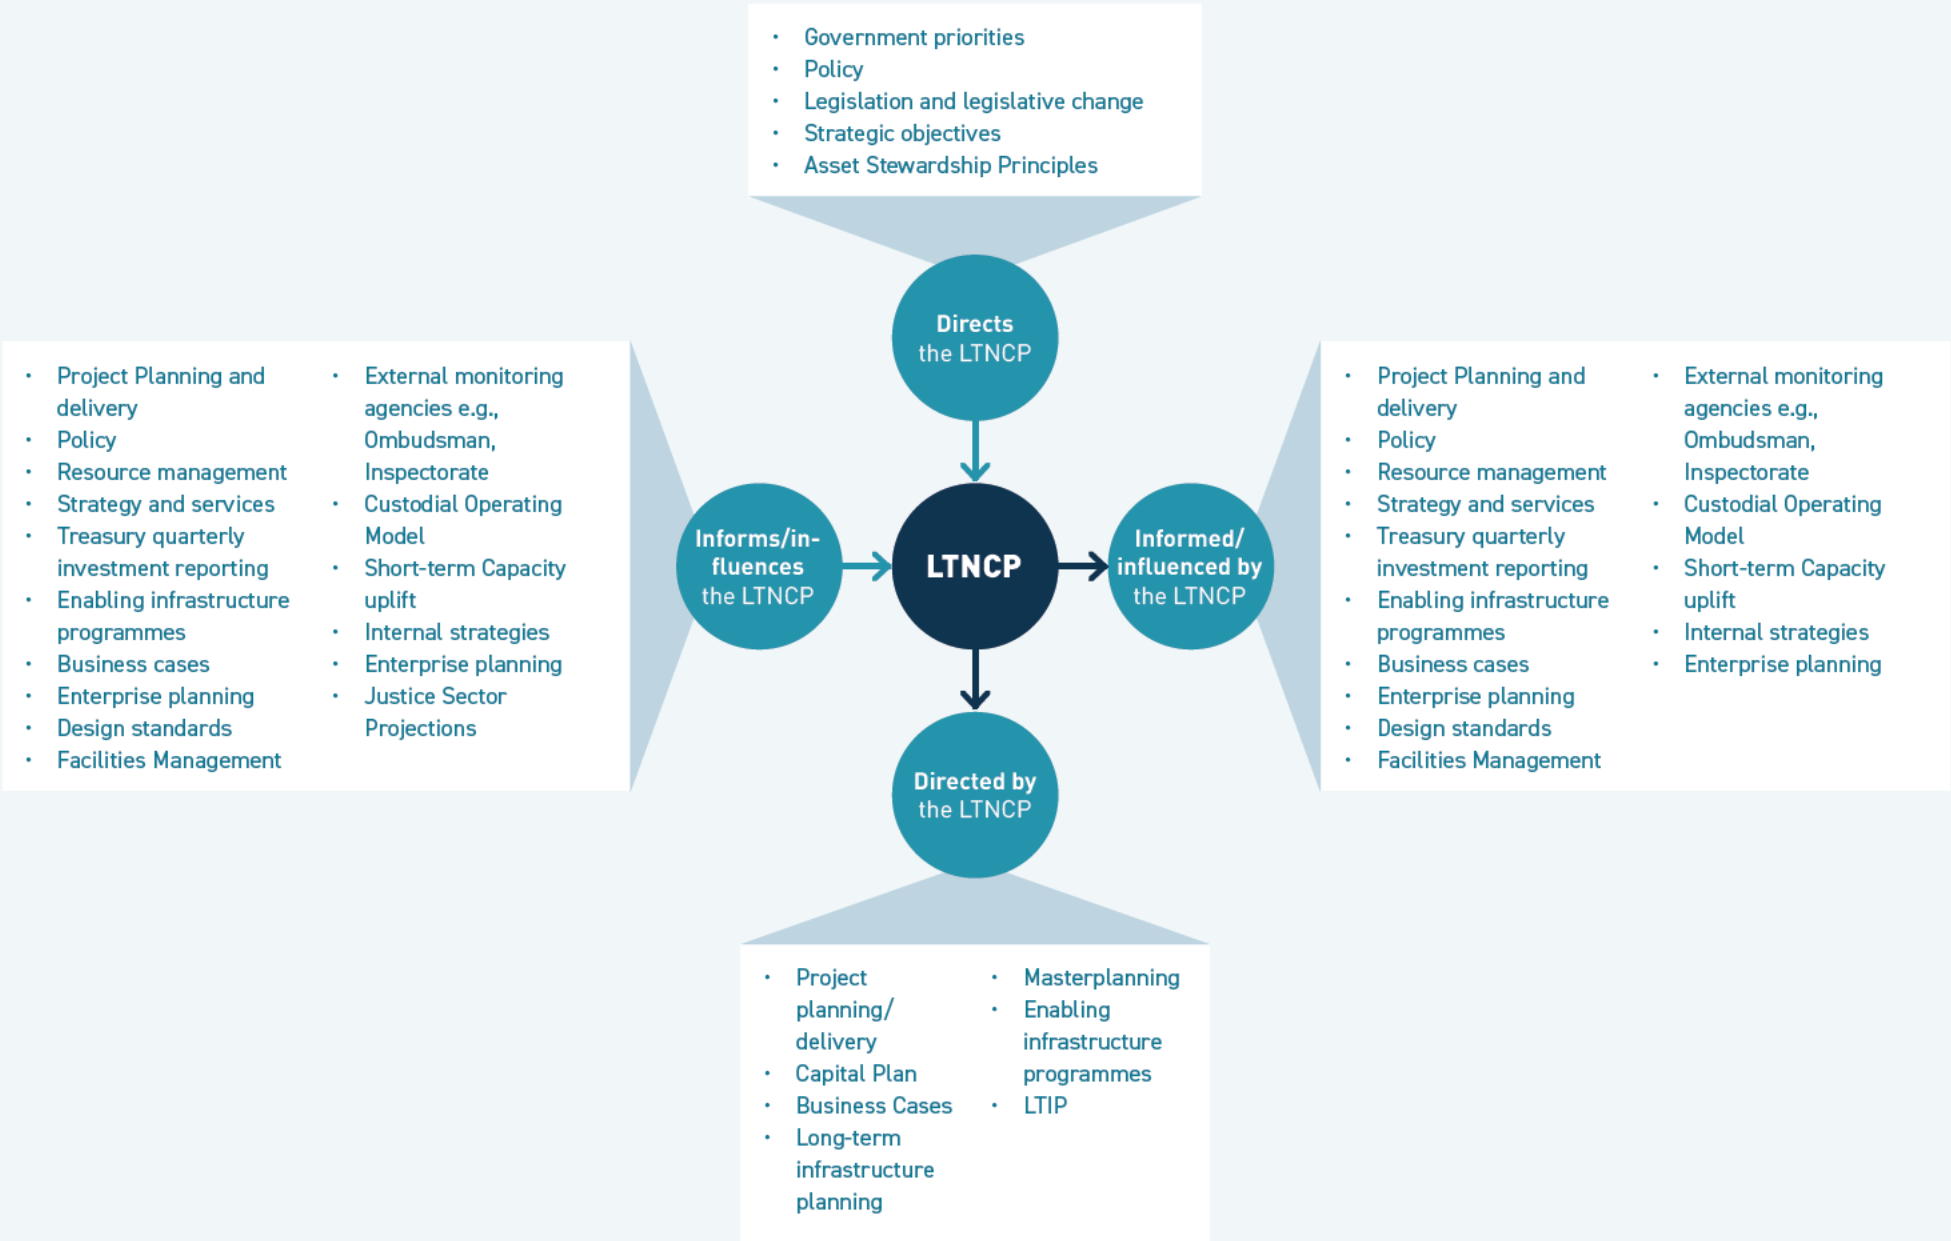 • Government priorities
• Policy
• Legislation and legislative change
• Strategic objectives
• Asset Stewardship Principles
Directs
the LTNCP
• Project Planning and
delivery
• Policy
• Resource management
• Strategy and services
• Treasury quarterly
investment reporting
• Enabling infrastructure
programmes
• Business cases
• Enterprise planning
• Design standards
• Facilities Management
• External monitoring
agencies e.g.,
Ombudsman,
Inspectorate
• Custodial Operating
Model
• Short-term Capacity
uplift
• Internal strategies
• Enterprise planning
• Justice Sector
Projections
Informs/in-
fluences
the LTNCP
LTNCP
Informed/
influenced by
the LTNCP
• Project Planning and
delivery
• Policy
• Resource management
• Strategy and services
• Treasury quarterly
investment reporting
• Enabling infrastructure
programmes
• Business cases
• Enterprise planning
• Design standards
• Facilities Management
• External monitoring
agencies e.g.,
Ombudsman,
Inspectorate
• Custodial Operating
Model
• Short-term Capacity
uplift
• Internal strategies
• Enterprise planning
Directed by
the LTNCP
• Project
planning/
delivery
• Capital Plan
• Business Cases
• Long-term
infrastructure
planning
• Masterplanning
• Enabling
infrastructure
programmes
• LTIP